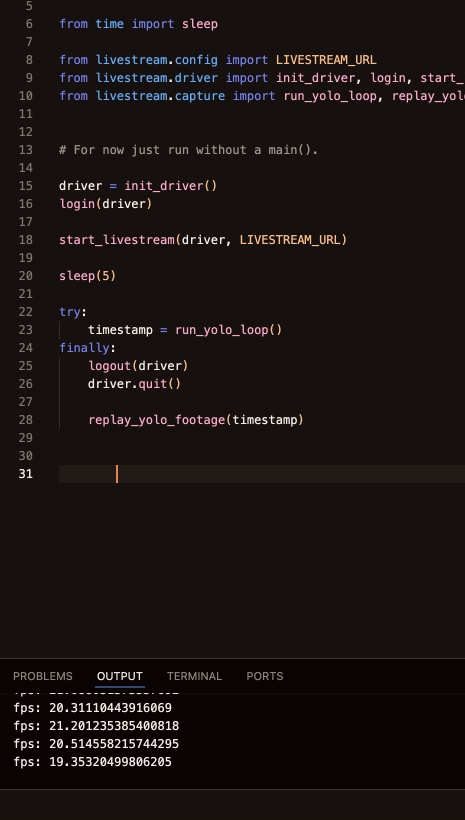 5
6 from time import sleep
7
8 from livestream.config import LIVESTREAM_URL
9 from livestream.driver import init_driver, login, start_
10 from livestream.capture import run_yolo_loop, replay_yol
11
12
13 # For now just run without a main().
14
15 driver = init_driver()
16 login(driver)
17
18 start_livestream(driver, LIVESTREAM_URL)
19
20 sleep(5)
21
22 try:
23     timestamp = run_yolo_loop()
24 finally:
25     logout(driver)
26     driver.quit()
27
28     replay_yolo_footage(timestamp)
29
30
31
PROBLEMS OUTPUT TERMINAL PORTS
fps:
fps: 20.31110443916069
fps: 21.201235385400818
fps: 20.514558215744295
fps: 19.35320499806205